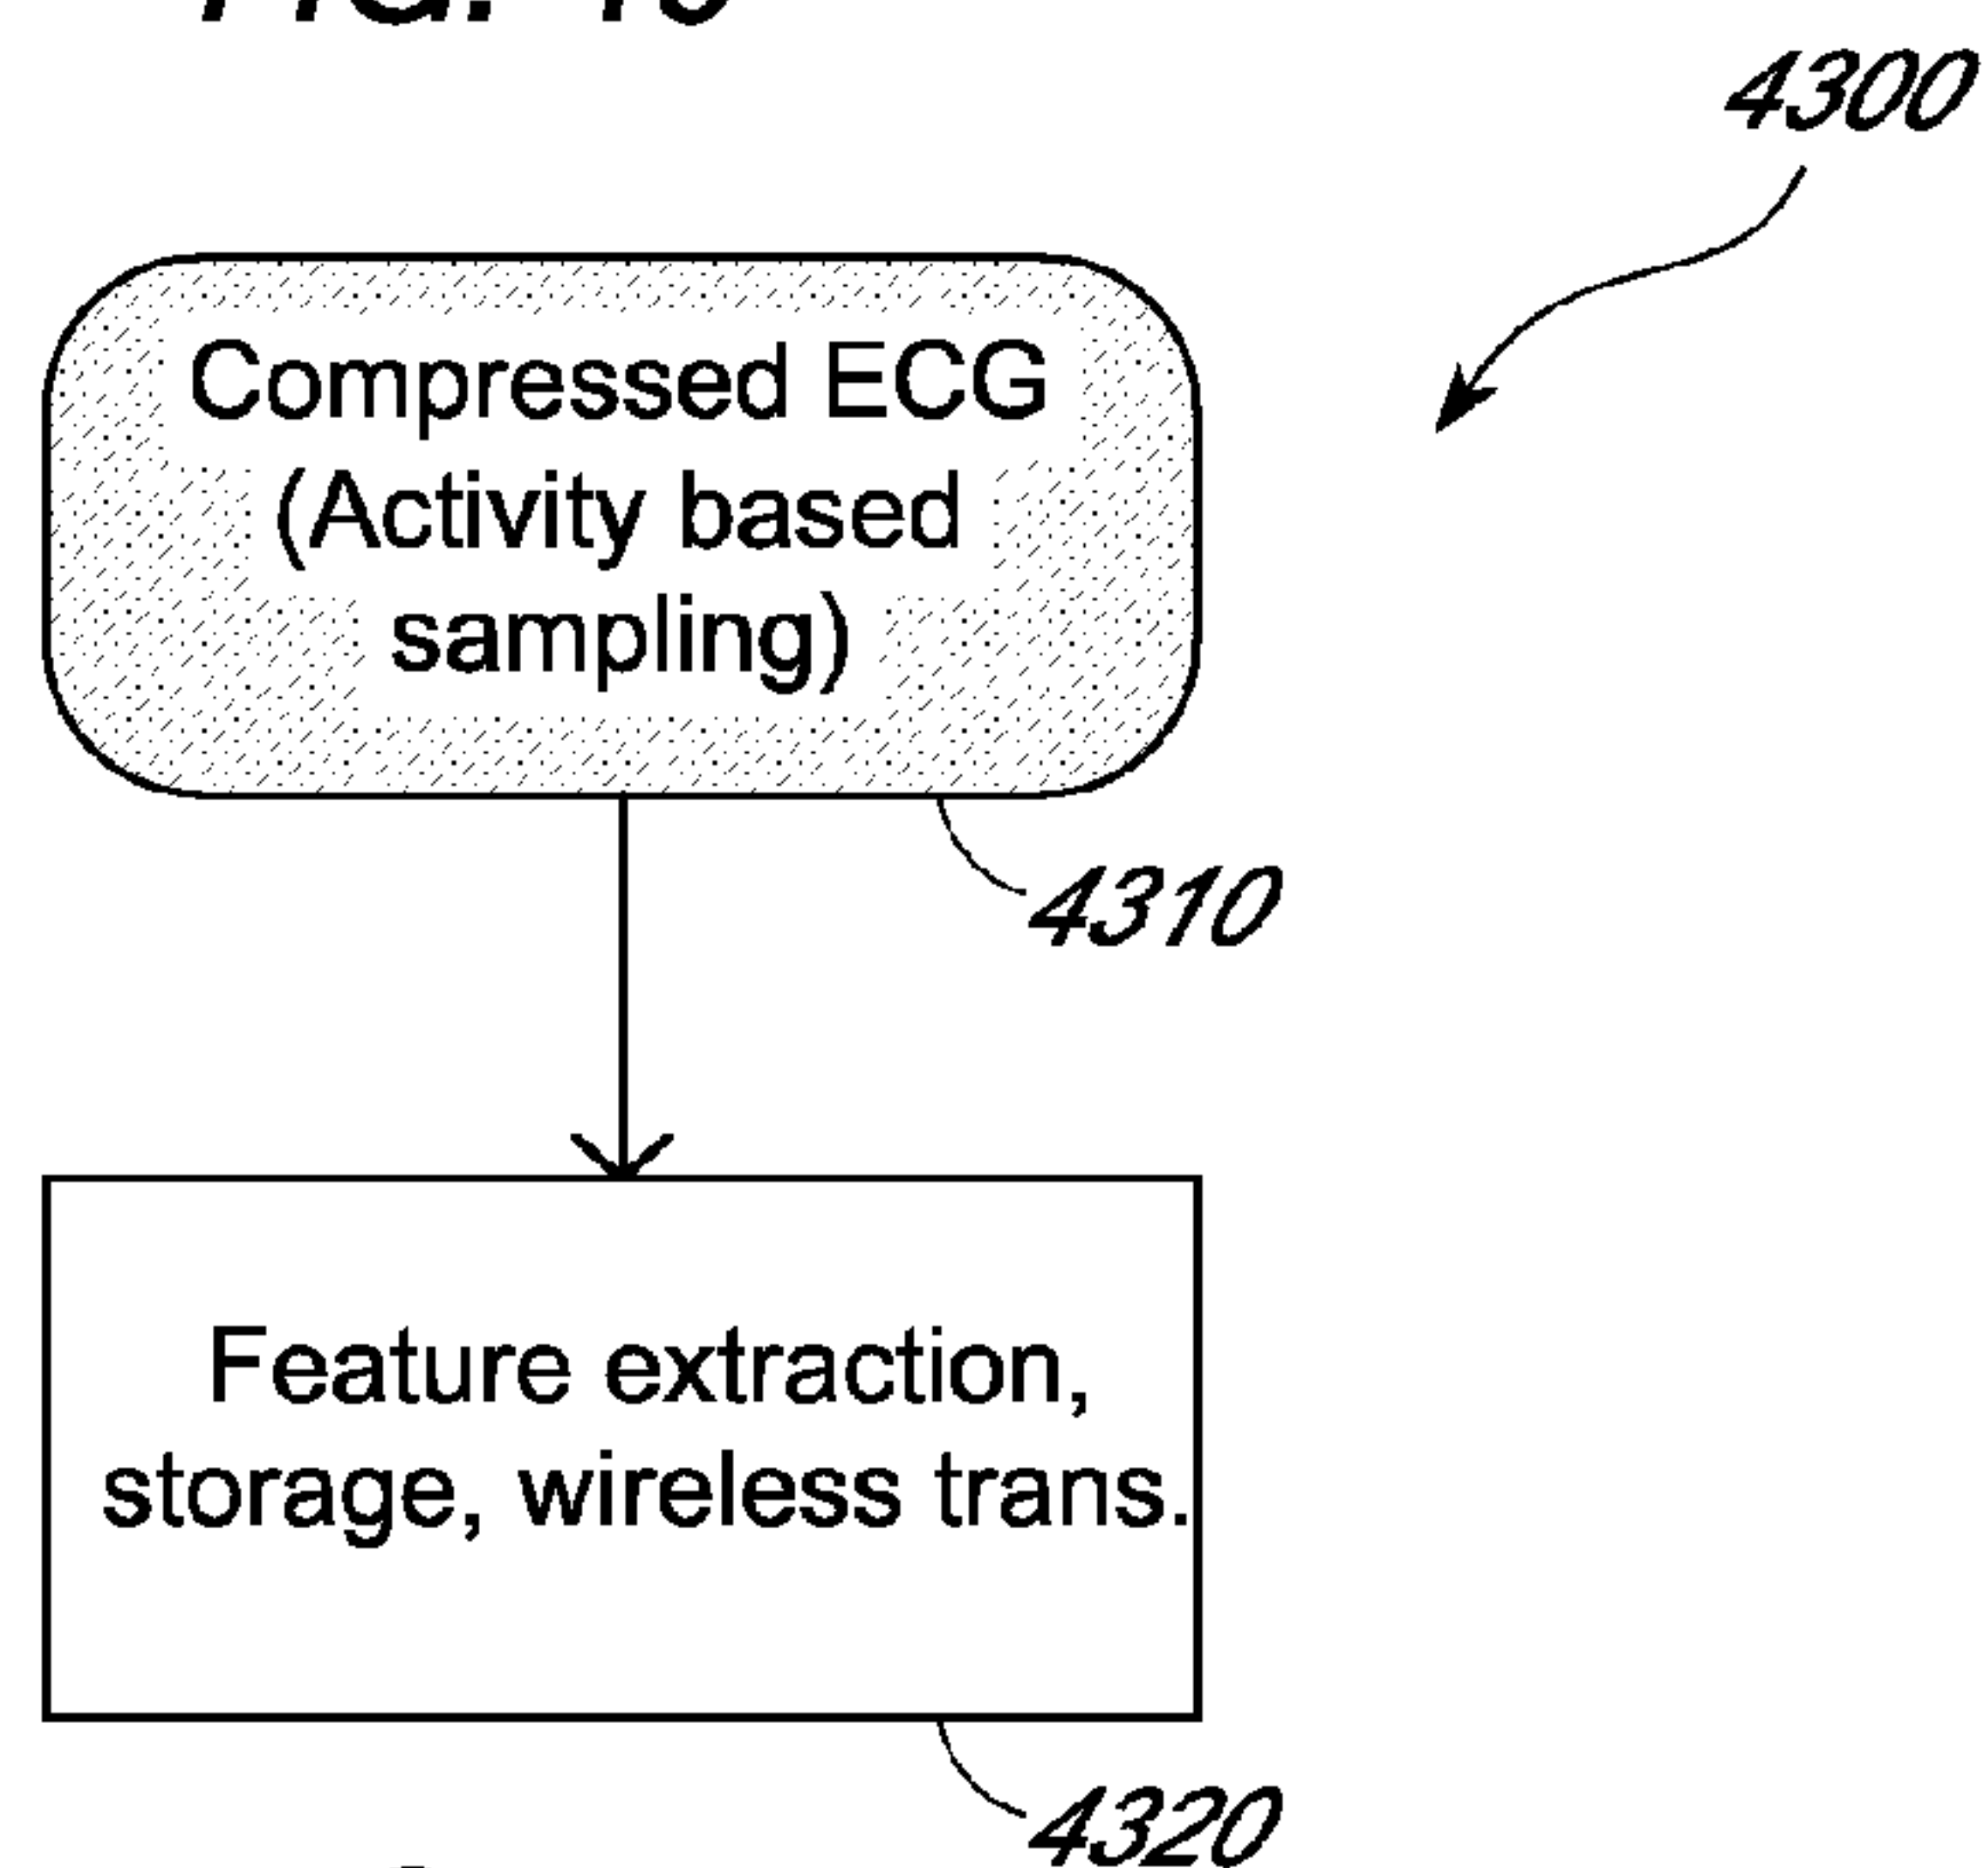 4300
Compressed ECG
(Activity based
sampling)
4310
Feature extraction,
storage, wireless trans.
4320